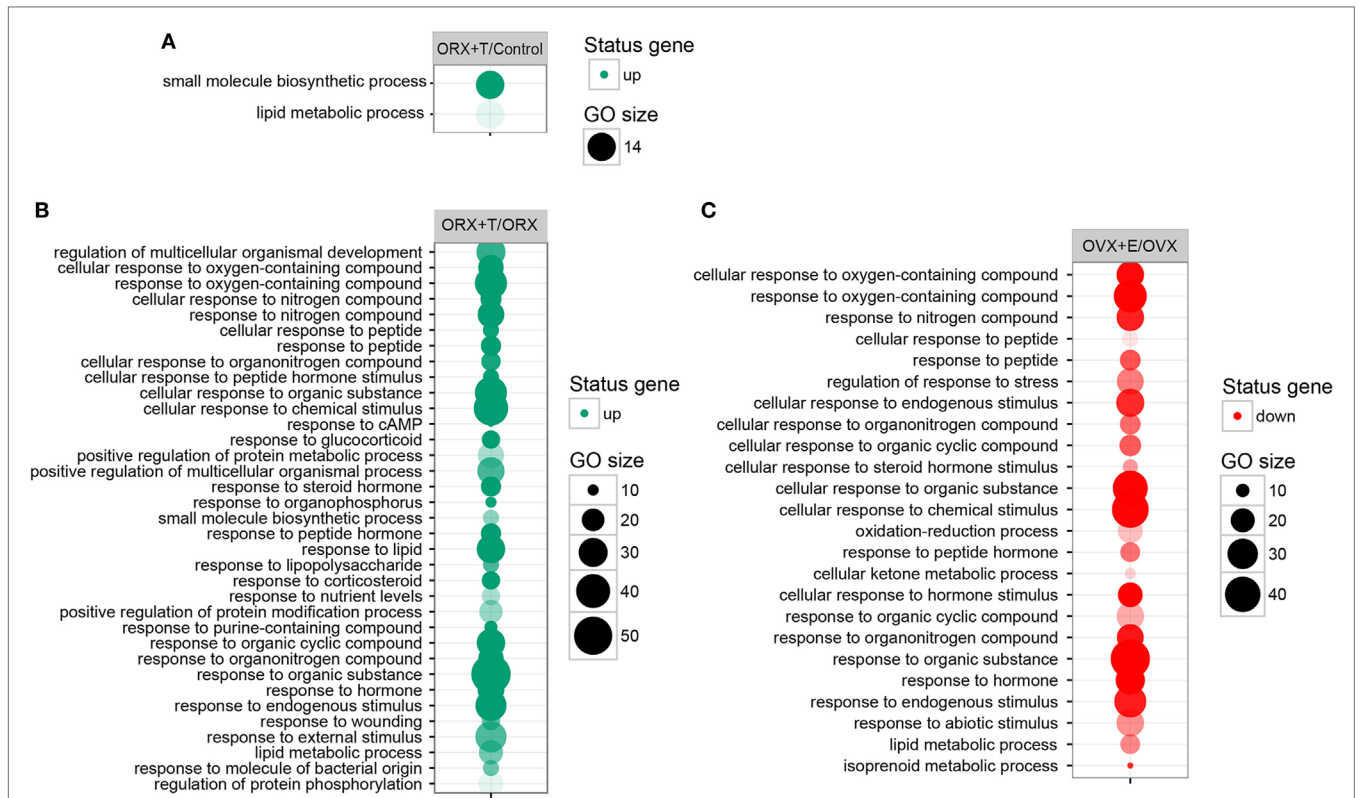 A
ORX+T/Control
small molecule biosynthetic process
lipid metabolic process
Status gene
up
GO size
14
B
ORX+T/ORX
regulation of multicellular organismal development
cellular response to oxygen-containing compound
response to oxygen-containing compound
cellular response to nitrogen compound
response to nitrogen compound
cellular response to peptide
response to peptide
cellular response to organonitrogen compound
cellular response to peptide hormone stimulus
cellular response to organic substance
cellular response to chemical stimulus
response to cAMP
response to glucocorticoid
positive regulation of protein metabolic process
positive regulation of multicellular organismal process
response to steroid hormone
response to organophosphorus
small molecule biosynthetic process
response to peptide hormone
response to lipid
response to lipopolysaccharide
response to corticosteroid
response to nutrient levels
positive regulation of protein modification process
response to purine-containing compound
response to organic cyclic compound
response to organonitrogen compound
response to organic substance
response to hormone
response to endogenous stimulus
response to wounding
response to external stimulus
lipid metabolic process
response to molecule of bacterial origin
regulation of protein phosphorylation
Status gene
up
GO size
10
20
30
40
50
C
OVX+E/OVX
cellular response to oxygen-containing compound
response to oxygen-containing compound
response to nitrogen compound
cellular response to peptide
response to peptide
regulation of response to stress
cellular response to endogenous stimulus
cellular response to organonitrogen compound
cellular response to organic cyclic compound
cellular response to steroid hormone stimulus
cellular response to organic substance
cellular response to chemical stimulus
oxidation-reduction process
response to peptide hormone
cellular ketone metabolic process
cellular response to hormone stimulus
response to organic cyclic compound
response to organonitrogen compound
response to organic substance
response to hormone
response to endogenous stimulus
response to abiotic stimulus
lipid metabolic process
isoprenoid metabolic process
Status gene
down
GO size
10
20
30
40